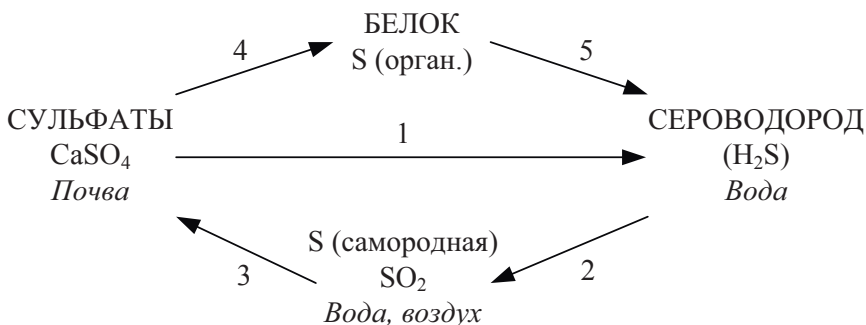 БЕЛОК
S (орган.)
4
5
СУЛЬФАТЫ
CaSO₄
Почва
1
СЕРОВОДОРОД
(H₂S)
Вода
S (самородная)
SO₂
Вода, воздух
3
2